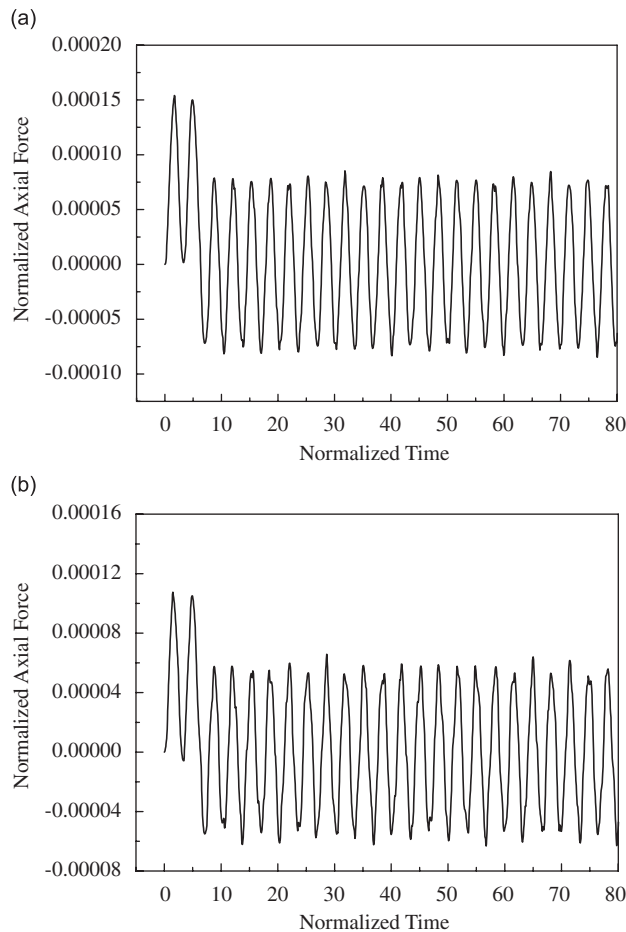 (a)
0.00020
0.00015
0.00010
0.00005
0.00000
-0.00005
-0.00010
Normalized Axial Force
0 10 20 30 40 50 60 70 80
Normalized Time
(b)
0.00016
0.00012
0.00008
0.00004
0.00000
-0.00004
-0.00008
Normalized Axial Force
0 10 20 30 40 50 60 70 80
Normalized Time